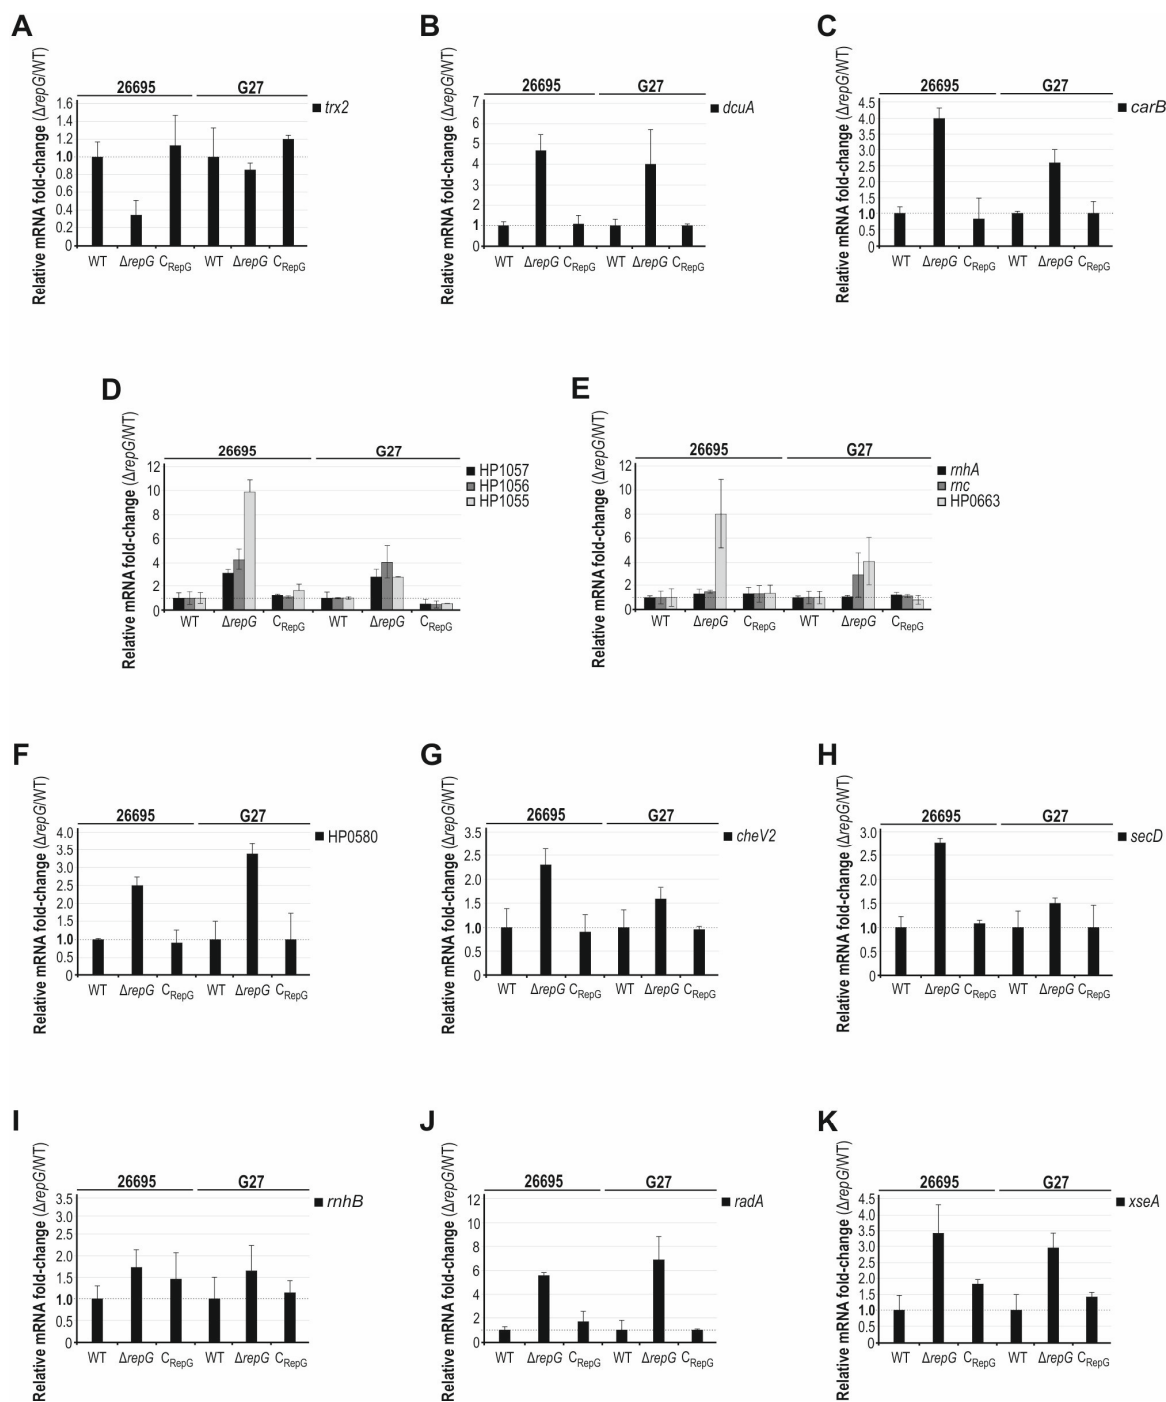 A
B
C
Relative mRNA fold-change (ΔrepG/WT)
26695 G27
1.6
1.4
1.2
1.0
0.8
0.6
0.4
0.2
0
WT ΔrepG CRepG WT ΔrepG CRepG
trx2
Relative mRNA fold-change (ΔrepG/WT)
26695 G27
7
6
5
4
3
2
1
0
WT ΔrepG CRepG WT ΔrepG CRepG
dcuA
Relative mRNA fold-change (ΔrepG/WT)
26695 G27
4.5
4.0
3.5
3.0
2.5
2.0
1.5
1.0
0.5
0
WT ΔrepG CRepG WT ΔrepG CRepG
carB
D
E
Relative mRNA fold-change (ΔrepG/WT)
26695 G27
12
10
8
6
4
2
0
WT ΔrepG CRepG WT ΔrepG CRepG
HP1057
HP1056
HP1055
Relative mRNA fold-change (ΔrepG/WT)
26695 G27
12
10
8
6
4
2
0
WT ΔrepG CRepG WT ΔrepG CRepG
rnhA
rnc
HP0663
F
G
H
Relative mRNA fold-change (ΔrepG/WT)
26695 G27
4.0
3.5
3.0
2.5
2.0
1.5
1.0
0.5
0
WT ΔrepG CRepG WT ΔrepG CRepG
HP0580
Relative mRNA fold-change (ΔrepG/WT)
26695 G27
3.5
2.5
2.0
1.5
1.0
0.5
0
WT ΔrepG CRepG WT ΔrepG CRepG
cheV2
Relative mRNA fold-change (ΔrepG/WT)
26695 G27
3.0
2.5
2.0
1.5
1.0
0.5
0
WT ΔrepG CRepG WT ΔrepG CRepG
secD
I
J
K
Relative mRNA fold-change (ΔrepG/WT)
26695 G27
3.5
3.0
2.5
2.0
1.5
1.0
0.5
0
WT ΔrepG CRepG WT ΔrepG CRepG
rnhB
Relative mRNA fold-change (ΔrepG/WT)
26695 G27
12
10
8
6
4
2
0
WT ΔrepG CRepG WT ΔrepG CRepG
radA
Relative mRNA fold-change (ΔrepG/WT)
26695 G27
4.5
4.0
3.5
3.0
2.5
2.0
1.5
1.0
0.5
0
WT ΔrepG CRepG WT ΔrepG CRepG
xseA